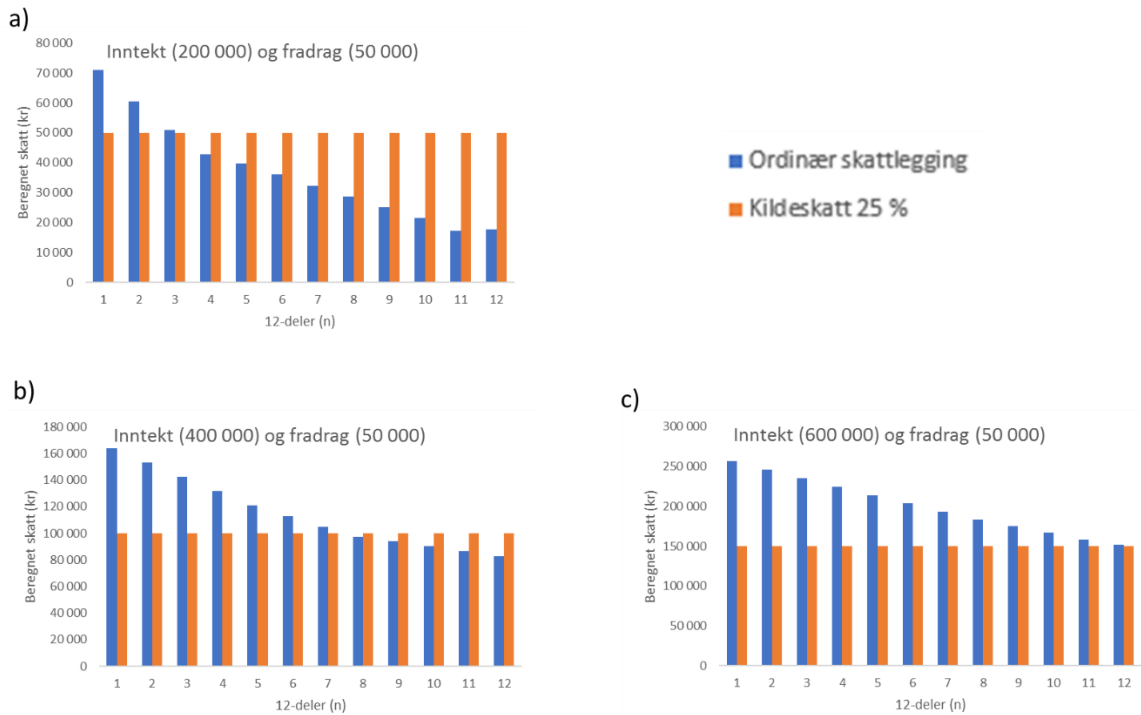 a)
Inntekt (200 000) og fradrag (50 000)
Beregnet skatt (kr)
80 000
70 000
60 000
50 000
40 000
30 000
20 000
10 000
0
1 2 3 4 5 6 7 8 9 10 11 12
12-deler (n)
Ordinær skattlegging
Kildeskatt 25 %
b)
Inntekt (400 000) og fradrag (50 000)
Beregnet skatt (kr)
180 000
160 000
140 000
120 000
100 000
80 000
60 000
40 000
20 000
0
1 2 3 4 5 6 7 8 9 10 11 12
12-deler (n)
c)
Inntekt (600 000) og fradrag (50 000)
Beregnet skatt (kr)
300 000
250 000
200 000
150 000
100 000
50 000
0
1 2 3 4 5 6 7 8 9 10 11 12
12-deler (n)